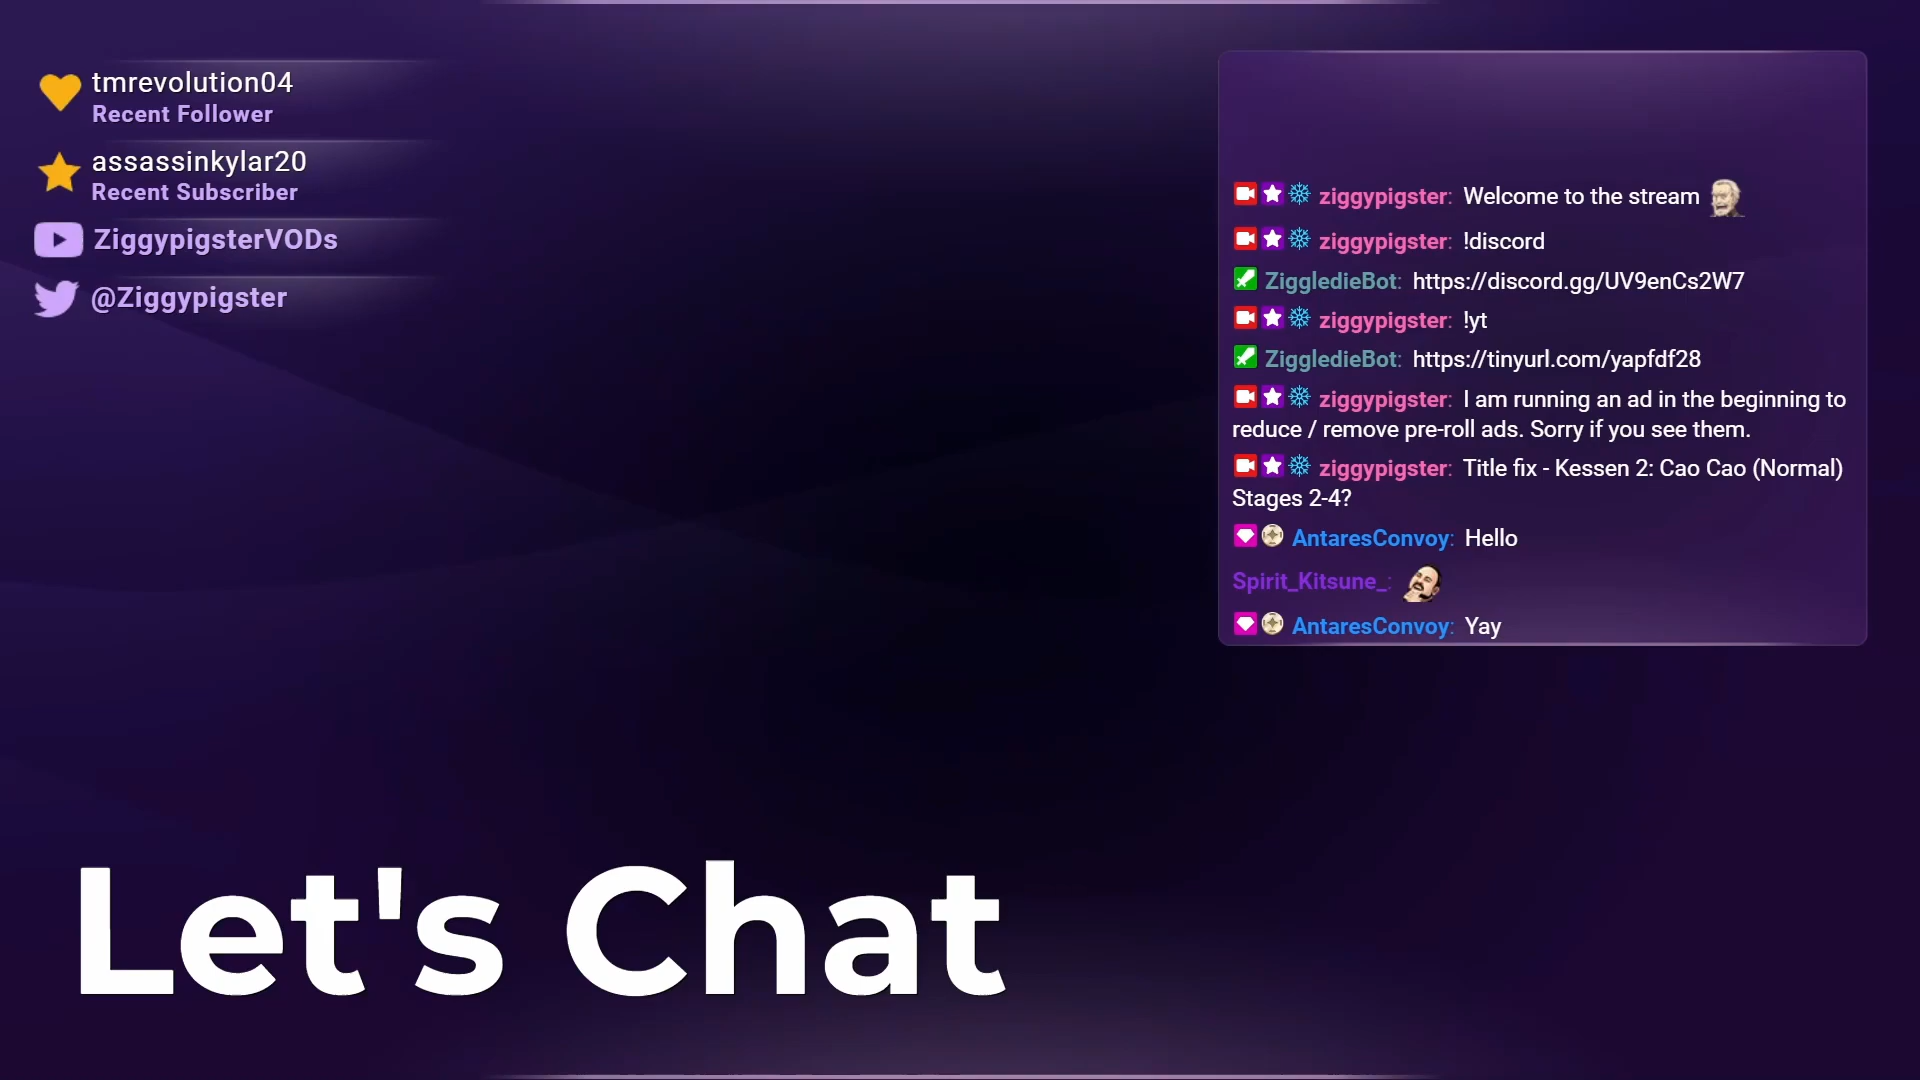 tmrevolution04
Recent Follower
assassinkylar20
Recent Subscriber
ZiggypigsterVODs
@Ziggypigster
ziggypigster: Welcome to the stream
ziggypigster: !discord
ZiggledieBot: https://discord.gg/UV9enCs2W7
ziggypigster: !yt
ZiggledieBot: https://tinyurl.com/yapfdf28
ziggypigster: I am running an ad in the beginning to
reduce / remove pre-roll ads. Sorry if you see them.
ziggypigster: Title fix - Kessen 2: Cao Cao (Normal)
Stages 2-4?
AntaresConvoy: Hello
Spirit_Kitsune_:
AntaresConvoy: Yay
Let's Chat